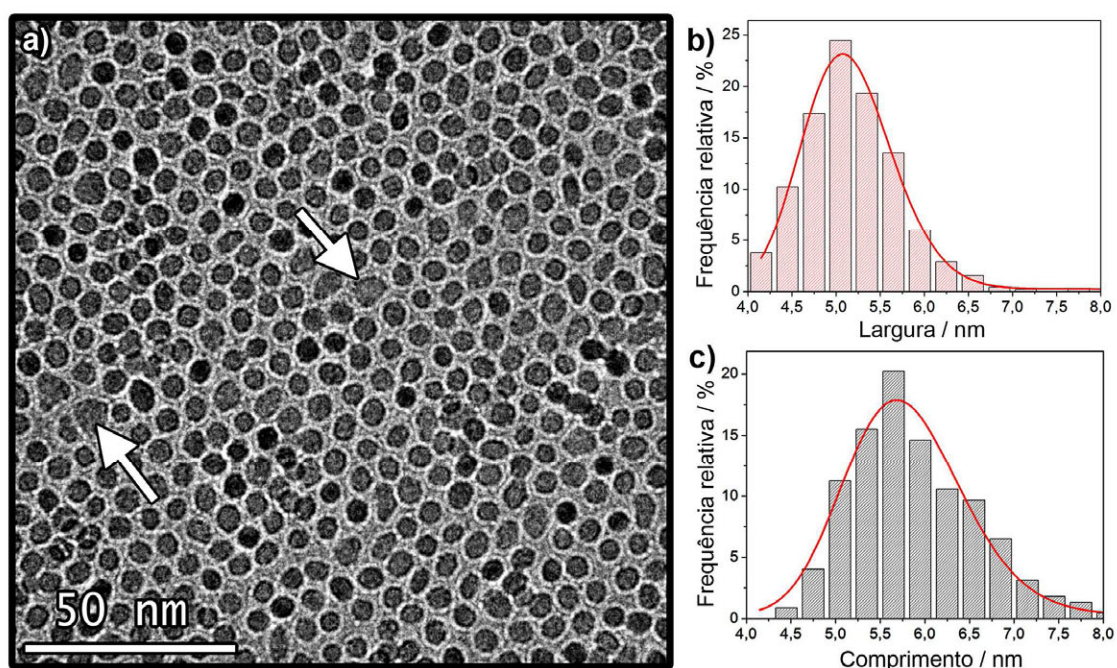 a)
50 nm
b)
Frequência relativa / %
25
20
15
10
5
0
4,0 4,5 5,0 5,5 6,0 6,5 7,0 7,5 8,0
Largura / nm
c)
Frequência relativa / %
20
15
10
5
0
4,0 4,5 5,0 5,5 6,0 6,5 7,0 7,5 8,0
Comprimento / nm